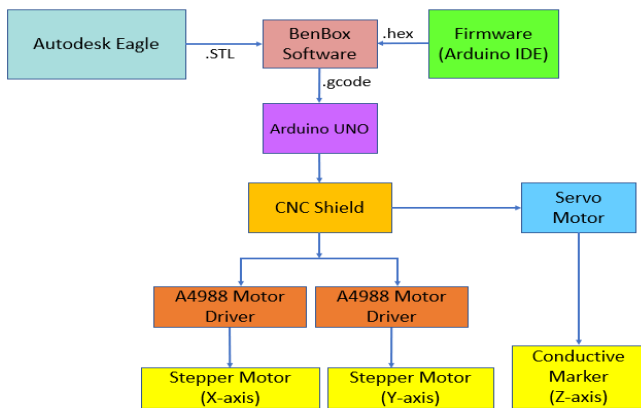 Autodesk Eagle
.STL
BenBox
Software
.hex
Firmware
(Arduino IDE)
.gcode
Arduino UNO
CNC Shield
Servo
Motor
A4988 Motor
Driver
A4988 Motor
Driver
Stepper Motor
(X-axis)
Stepper Motor
(Y-axis)
Conductive
Marker
(Z-axis)